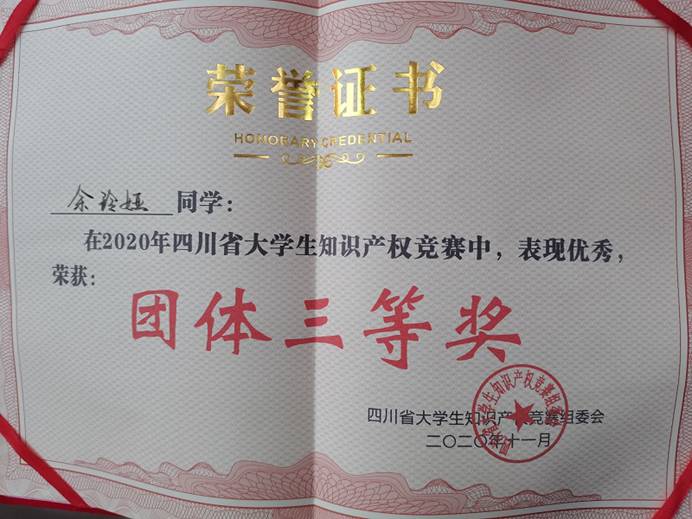 荣誉证书
HONORARY CREDENTIAL
余玲娅 同学：
在2020年四川省大学生知识产权竞赛中，表现优秀，
荣获：
团体三等奖
四川省大学生知识产权竞赛组委会
二〇二〇年十一月